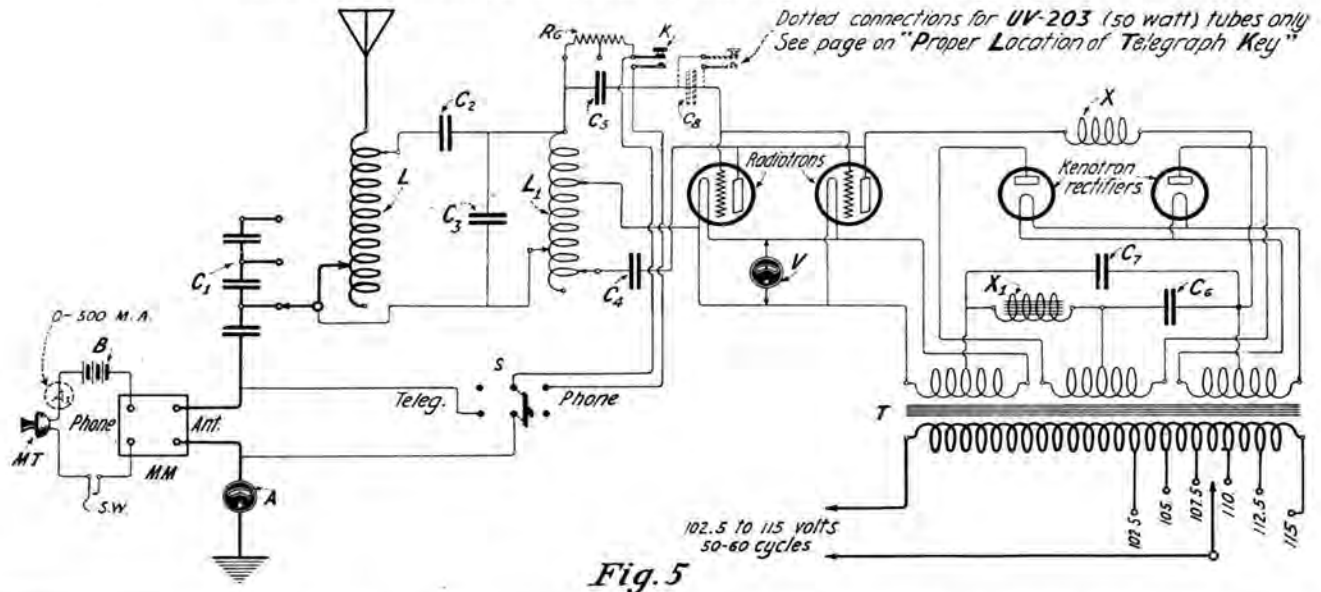 Dotted connections for UV-203 (50 watt) tubes only
See page on "Proper Location of Telegraph Key"
RG
K
C5
C8
X
C2
L
C3
L1
C4
Radiotrons
Kenotron
rectifiers
V
C7
X1
C6
C1
0-500 M.A.
B
A1
MT
Phone
Ant.
MM
S.W.
A
Teleg.
S
Phone
T
102.5
105.
107.5
110.
112.5
115
102.5 to 115 volts
50-60 cycles
Fig. 5